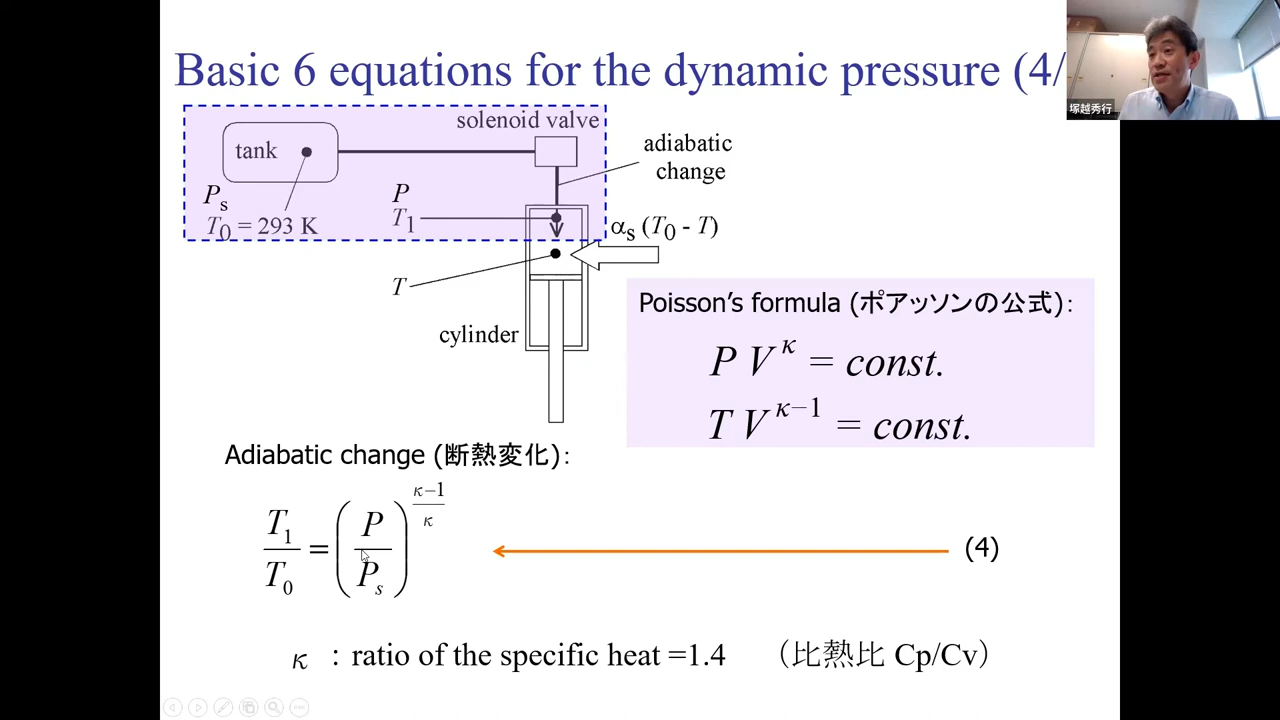 Basic 6 equations for the dynamic pressure (4/
塚越秀行
solenoid valve
tank
adiabatic
change
Ps
P
T0 = 293 K
T1
αs (T0 - T)
T
cylinder
Poisson's formula (ポアッソンの公式):
P V^κ = const.
T V^κ−1 = const.
Adiabatic change (断熱変化):
T1/T0 = (P/Ps)^(κ−1)/κ
(4)
κ : ratio of the specific heat =1.4 （比熱比 Cp/Cv）